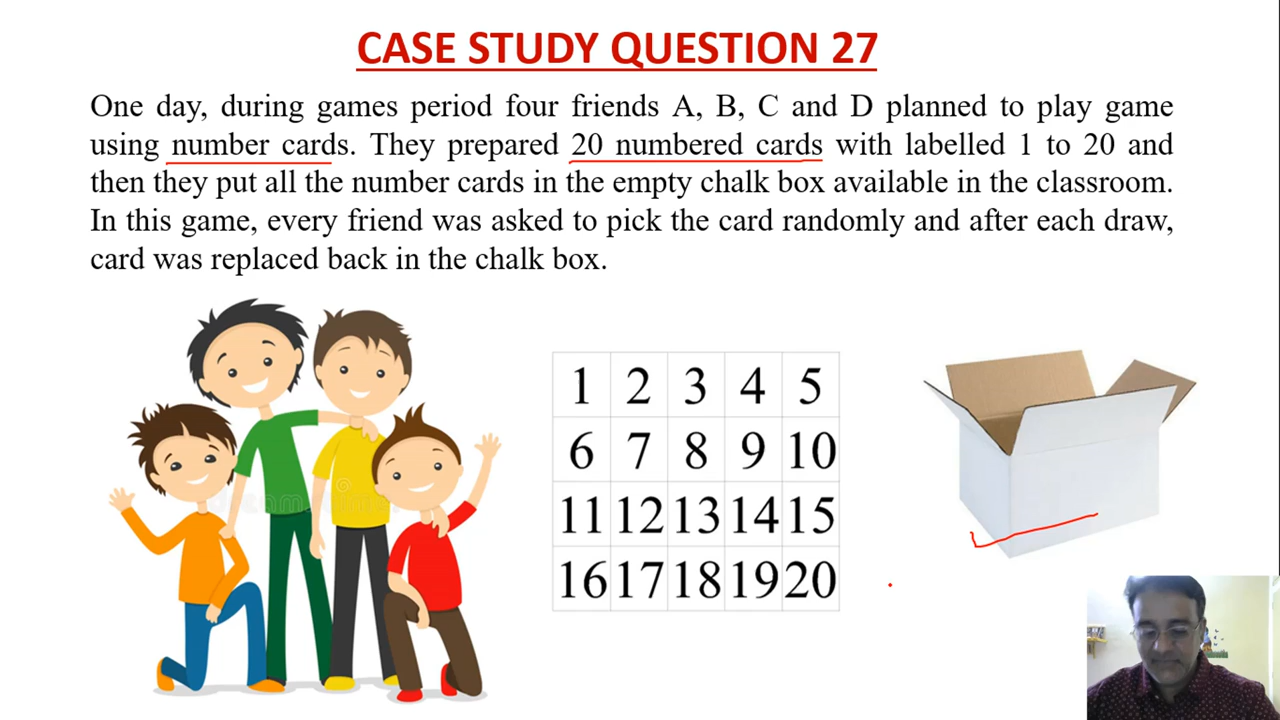 CASE STUDY QUESTION 27
One day, during games period four friends A, B, C and D planned to play game
using number cards. They prepared 20 numbered cards with labelled 1 to 20 and
then they put all the number cards in the empty chalk box available in the classroom.
In this game, every friend was asked to pick the card randomly and after each draw,
card was replaced back in the chalk box.
1 2 3 4 5
6 7 8 9 10
11 12 13 14 15
16 17 18 19 20